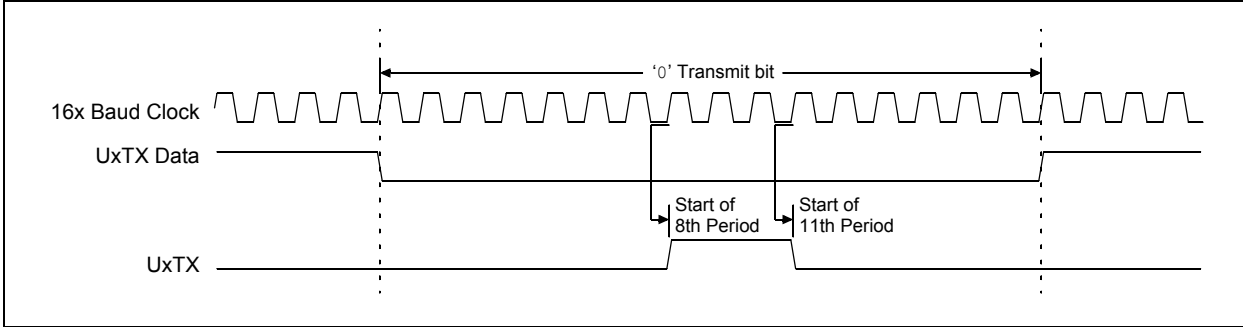 ‘0’ Transmit bit
16x Baud Clock
UxTX Data
Start of
8th Period
Start of
11th Period
UxTX